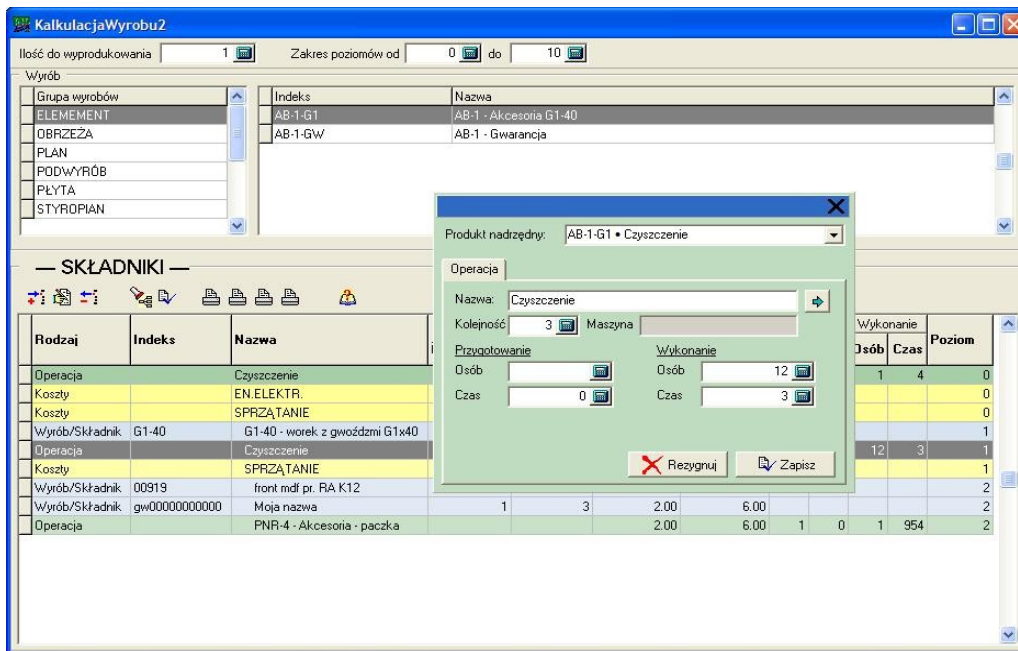 KalkulacjaWyrobu2
Ilość do wyprodukowania 1 Zakres poziomów od 0 do 10
Wyrób
Grupa wyrobów
ELEMEMENT
OBRZEŻA
PLAN
PODWYRÓB
PŁYTA
STYROPIAN
Indeks Nazwa
AB-1-G1 AB-1 - Akcesoria G1-40
AB-1-GW AB-1 - Gwarancja
Produkt nadrzędny: AB-1-G1 • Czyszczenie
Operacja
Nazwa: Czyszczenie
Kolejność 3 Maszyna
Przygotowanie Wykonanie
Osób Osób 12
Czas 0 Czas 3
Rezygnuj Zapisz
— SKŁADNIKI —
Wykonanie
Rodzaj Indeks Nazwa Osób Czas Poziom
Operacja Czyszczenie 1 4 0
Koszty EN.ELEKTR. 0
Koszty SPRZĄTANIE 0
Wyrób/Składnik G1-40 G1-40 - worek z gwoździmi G1x40 1
Operacja Czyszczenie 12 3 1
Koszty SPRZĄTANIE 1
Wyrób/Składnik 00919 front mdf pr. RA K12 2
Wyrób/Składnik gw00000000000 Moja nazwa 1 3 2.00 6.00 2
Operacja PNR-4 - Akcesoria - paczka 2.00 6.00 1 0 1 954 2